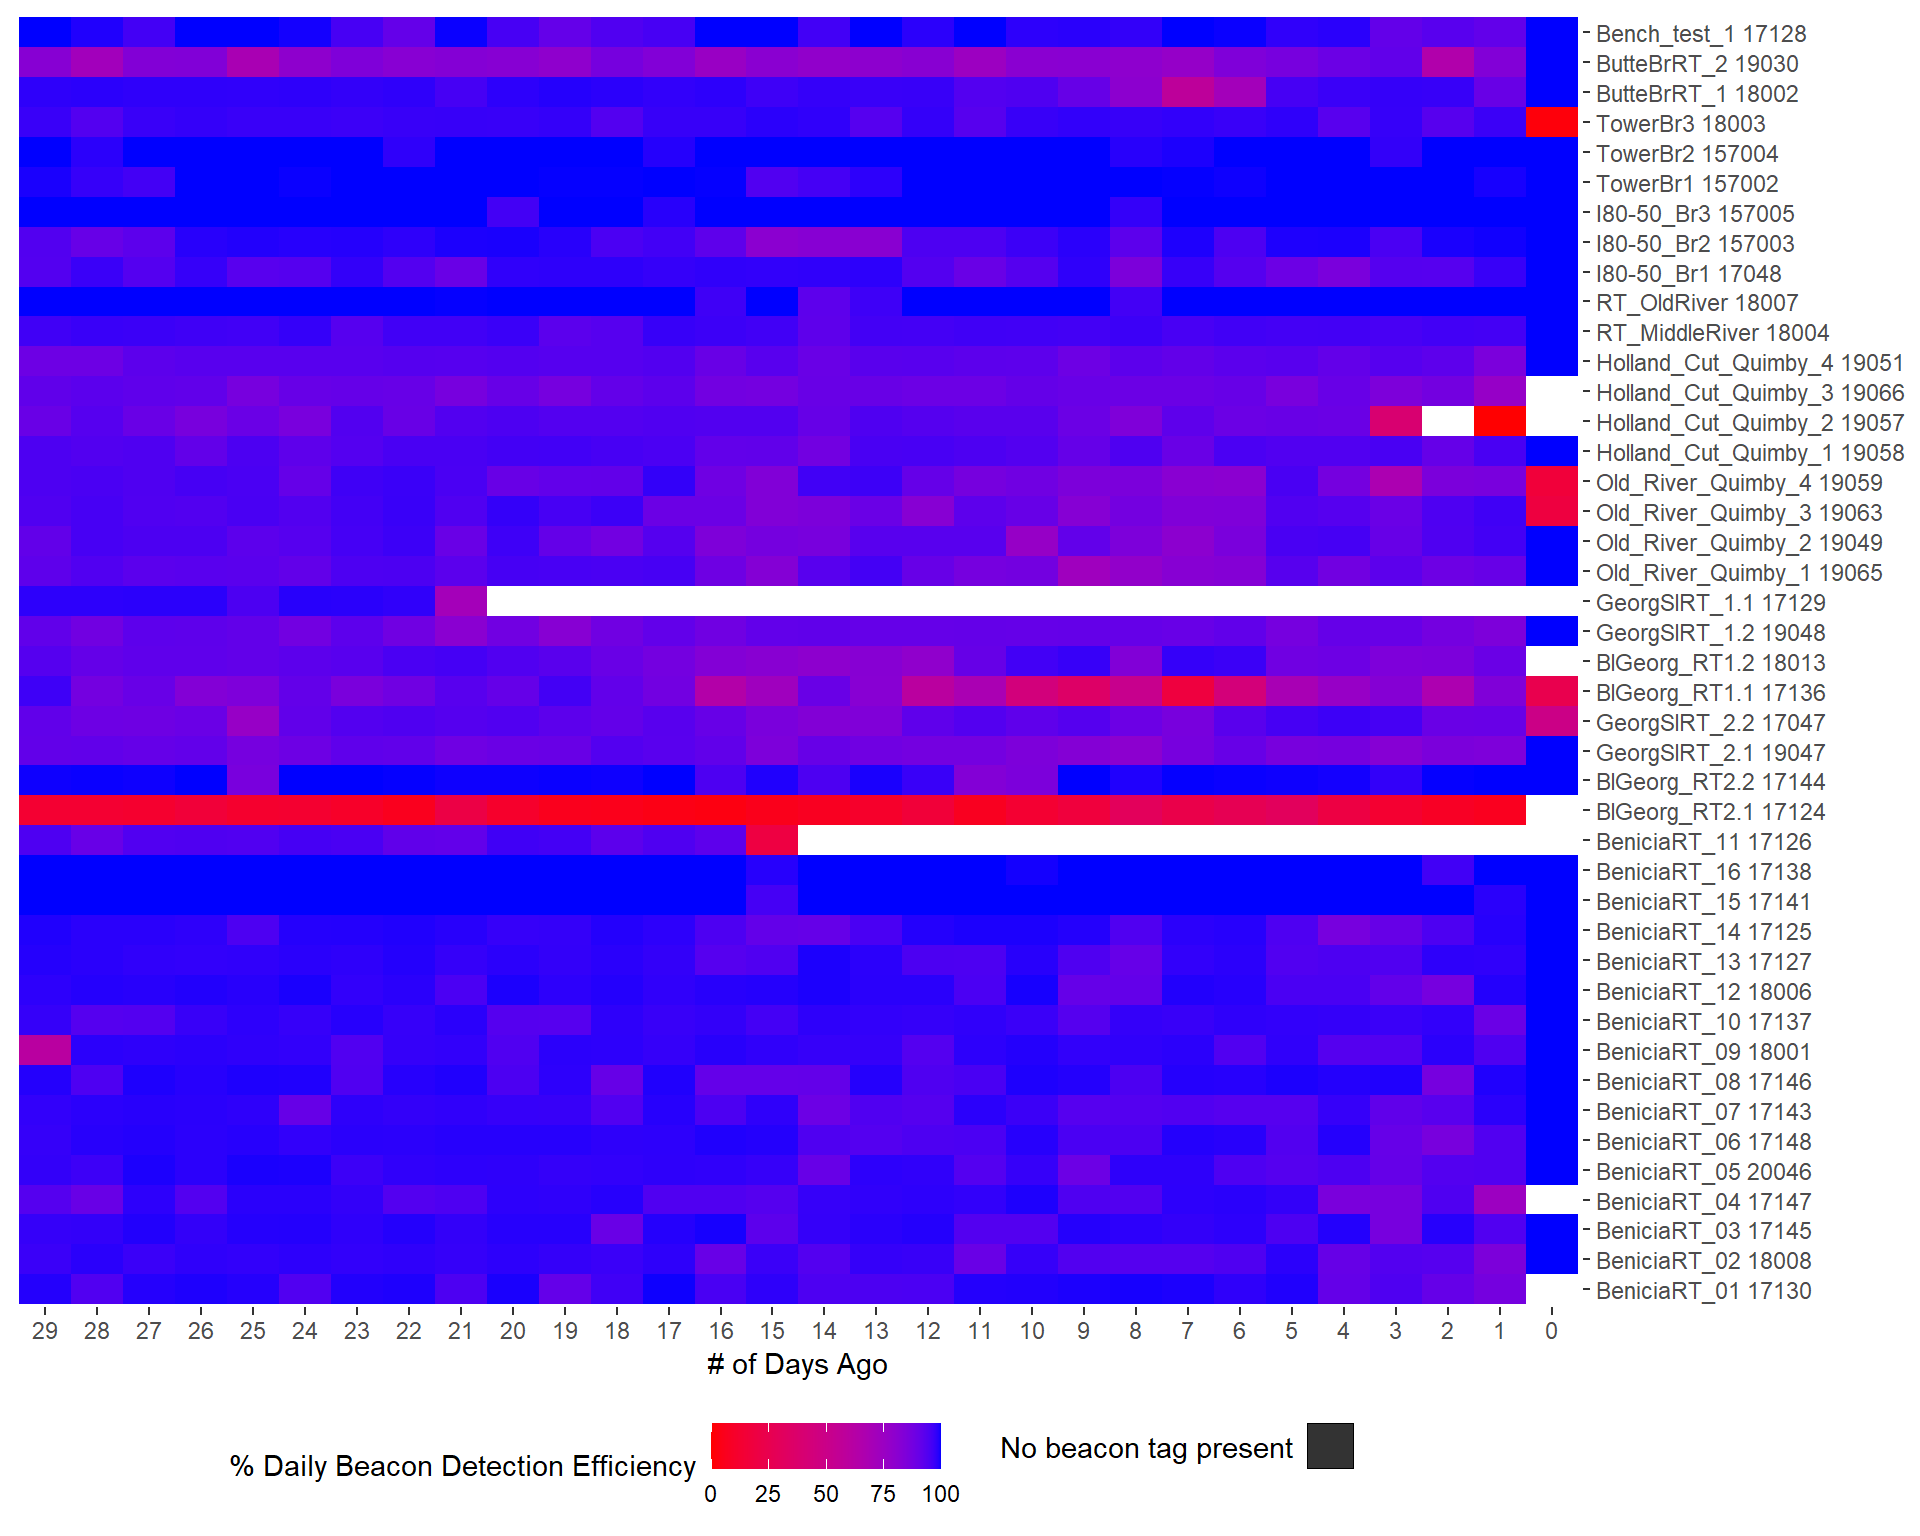 Bench_test_1 17128
ButteBrRT_2 19030
ButteBrRT_1 18002
TowerBr3 18003
TowerBr2 157004
TowerBr1 157002
I80-50_Br3 157005
I80-50_Br2 157003
I80-50_Br1 17048
RT_OldRiver 18007
RT_MiddleRiver 18004
Holland_Cut_Quimby_4 19051
Holland_Cut_Quimby_3 19066
Holland_Cut_Quimby_2 19057
Holland_Cut_Quimby_1 19058
Old_River_Quimby_4 19059
Old_River_Quimby_3 19063
Old_River_Quimby_2 19049
Old_River_Quimby_1 19065
GeorgSlRT_1.1 17129
GeorgSlRT_1.2 19048
BlGeorg_RT1.2 18013
BlGeorg_RT1.1 17136
GeorgSlRT_2.2 17047
GeorgSlRT_2.1 19047
BlGeorg_RT2.2 17144
BlGeorg_RT2.1 17124
BeniciaRT_11 17126
BeniciaRT_16 17138
BeniciaRT_15 17141
BeniciaRT_14 17125
BeniciaRT_13 17127
BeniciaRT_12 18006
BeniciaRT_10 17137
BeniciaRT_09 18001
BeniciaRT_08 17146
BeniciaRT_07 17143
BeniciaRT_06 17148
BeniciaRT_05 20046
BeniciaRT_04 17147
BeniciaRT_03 17145
BeniciaRT_02 18008
BeniciaRT_01 17130
29 28 27 26 25 24 23 22 21 20 19 18 17 16 15 14 13 12 11 10 9 8 7 6 5 4 3 2 1 0
# of Days Ago
% Daily Beacon Detection Efficiency
0 25 50 75 100
No beacon tag present